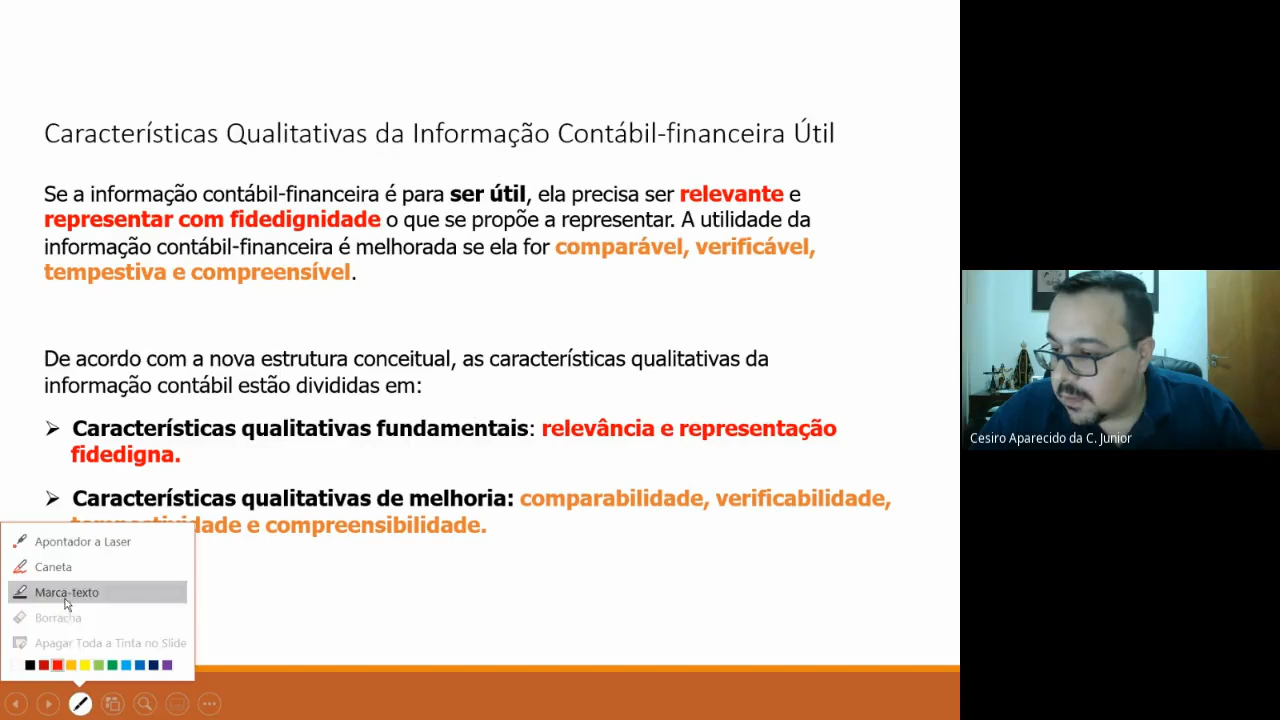 Características Qualitativas da Informação Contábil-financeira Útil
Se a informação contábil-financeira é para ser útil, ela precisa ser relevante e
representar com fidedignidade o que se propõe a representar. A utilidade da
informação contábil-financeira é melhorada se ela for comparável, verificável,
tempestiva e compreensível.
De acordo com a nova estrutura conceitual, as características qualitativas da
informação contábil estão divididas em:
➢ Características qualitativas fundamentais: relevância e representação
fidedigna.
➢ Características qualitativas de melhoria: comparabilidade, verificabilidade,
tempestividade e compreensibilidade.
Apontador a Laser
Caneta
Marca-texto
Borracha
Apagar Toda a Tinta no Slide
Cesiro Aparecido da C. Junior